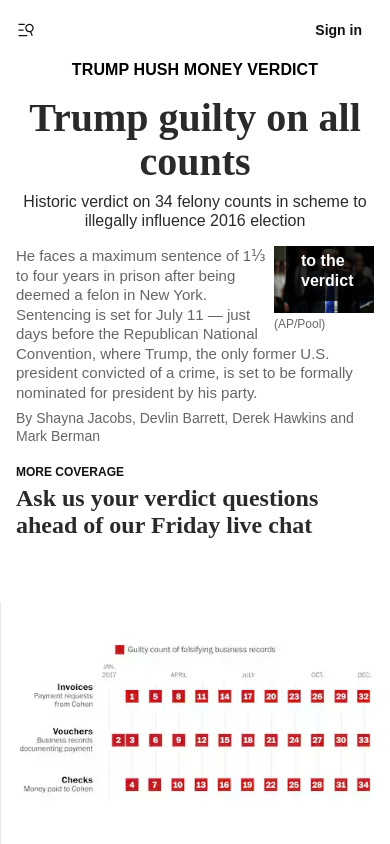 Sign in
TRUMP HUSH MONEY VERDICT
Trump guilty on all
counts
Historic verdict on 34 felony counts in scheme to
illegally influence 2016 election
to the
verdict
(AP/Pool)
He faces a maximum sentence of 1⅓
to four years in prison after being
deemed a felon in New York.
Sentencing is set for July 11 — just
days before the Republican National
Convention, where Trump, the only former U.S.
president convicted of a crime, is set to be formally
nominated for president by his party.
By Shayna Jacobs, Devlin Barrett, Derek Hawkins and
Mark Berman
MORE COVERAGE
Ask us your verdict questions
ahead of our Friday live chat
Guilty count of falsifying business records
JAN.
2017 APRIL JULY OCT. DEC.
Invoices
Payment requests
from Cohen
1 5 8 11 14 17 20 23 26 29 32
Vouchers
Business records
documenting payment
2 3 6 9 12 15 18 21 24 27 30 33
Checks
Money paid to Cohen
4 7 10 13 16 19 22 25 28 31 34